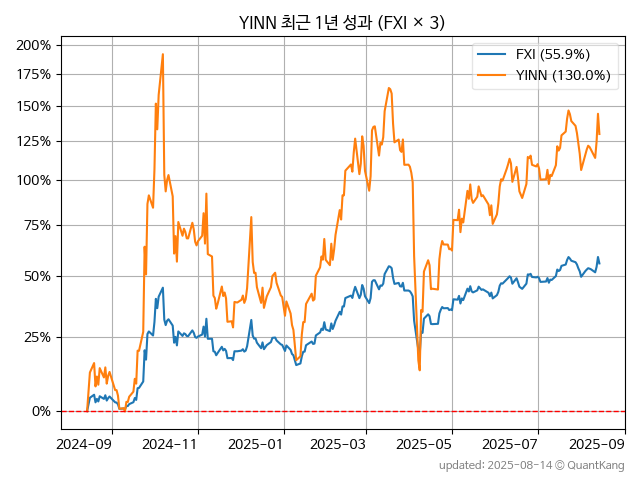 YINN 최근 1년 성과 (FXI × 3)
FXI (55.9%)
YINN (130.0%)
200%
175%
150%
125%
100%
75%
50%
25%
0%
2024-09 2024-11 2025-01 2025-03 2025-05 2025-07 2025-09
updated: 2025-08-14 © QuantKang